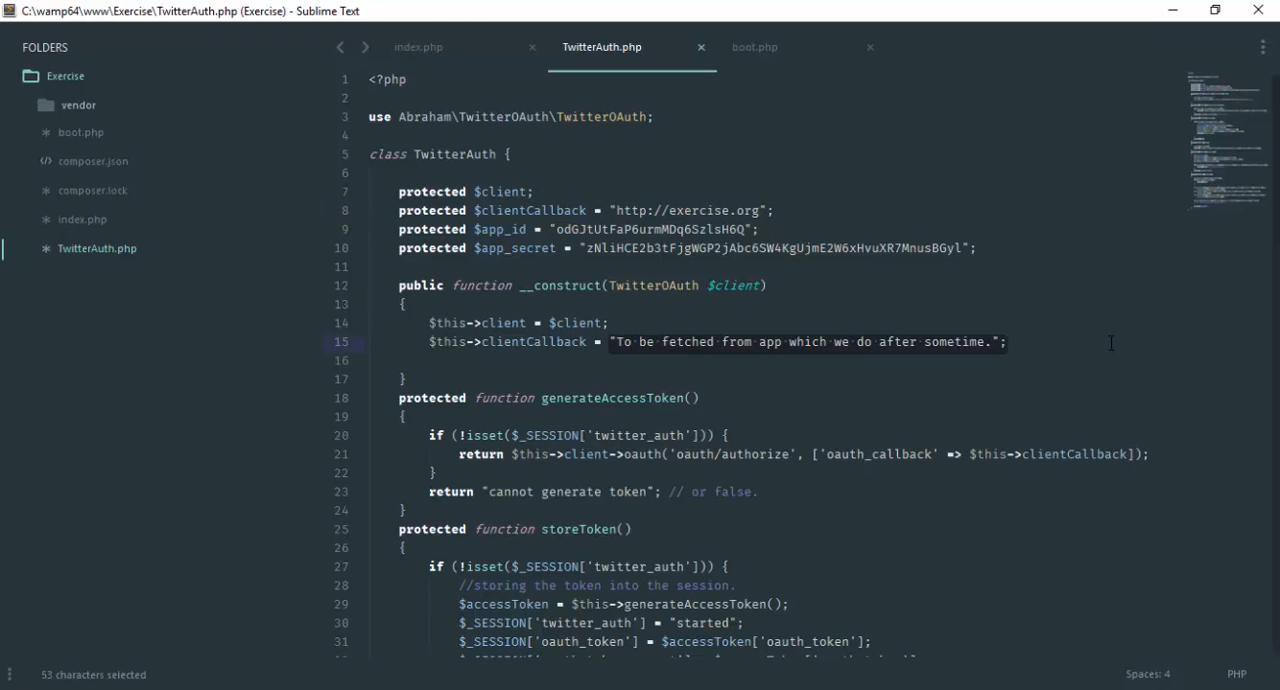 C:\wamp64\www\Exercise\TwitterAuth.php (Exercise) - Sublime Text
FOLDERS
Exercise
vendor
boot.php
composer.json
composer.lock
index.php
TwitterAuth.php
index.php
TwitterAuth.php
boot.php
1 <?php
2
3 use Abraham\TwitterOAuth\TwitterOAuth;
4
5 class TwitterAuth {
6
7 protected $client;
8 protected $clientCallback = "http://exercise.org";
9 protected $app_id = "odGJtUtFaP6urmMDq6SzlsH6Q";
10 protected $app_secret = "zNliHCE2b3tFjgWGP2jAbc6SW4KgUjmE2W6xHvuXR7MnusBGyl";
11
12 public function __construct(TwitterOAuth $client)
13 {
14 $this->client = $client;
15 $this->clientCallback = "To be fetched from app which we do after sometime.";
16
17 }
18 protected function generateAccessToken()
19 {
20 if (!isset($_SESSION['twitter_auth'])) {
21 return $this->client->oauth('oauth/authorize', ['oauth_callback' => $this->clientCallback]);
22 }
23 return "cannot generate token"; // or false.
24 }
25 protected function storeToken()
26 {
27 if (!isset($_SESSION['twitter_auth'])) {
28 //storing the token into the session.
29 $accessToken = $this->generateAccessToken();
30 $_SESSION['twitter_auth'] = "started";
31 $_SESSION['oauth_token'] = $accessToken['oauth_token'];
53 characters selected
Spaces: 4
PHP